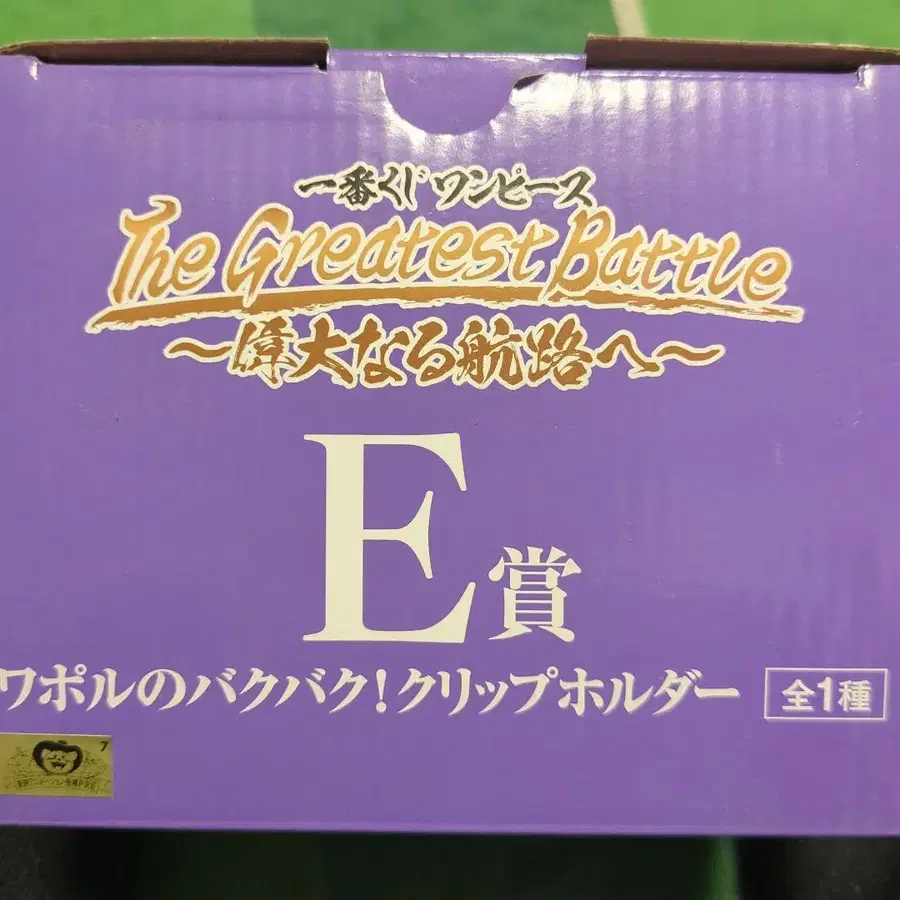 一番くじ ワンピース
The Greatest Battle
～偉大なる航路へ～
E賞
ワポルのバクバク!クリップホルダー
全1種
7